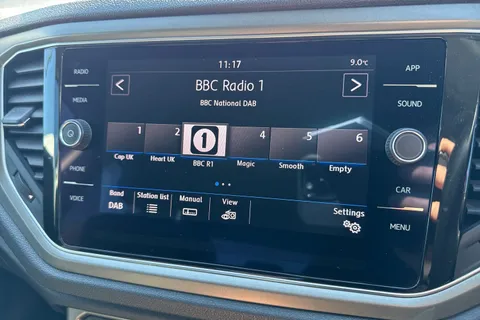 11:17 9.0°C
RADIO
APP
BBC Radio 1
BBC National DAB
MEDIA
SOUND
1 2 1 4 5 6
Cap UK Heart UK BBC R1 Magic Smooth Empty
PHONE
CAR
Band Station list Manual View Settings
DAB
VOICE
MENU